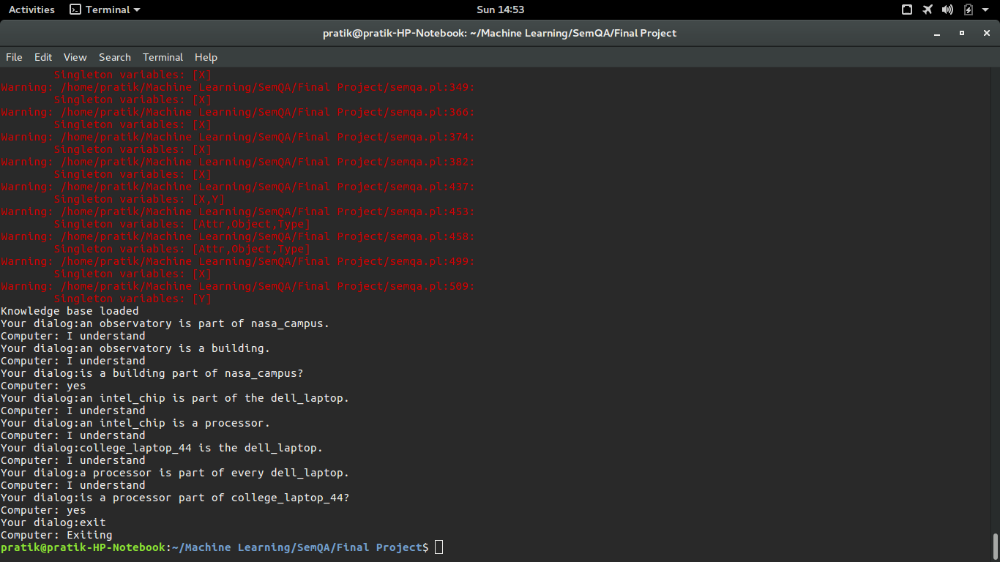 Activities Terminal Sun 14:53
pratik@pratik-HP-Notebook: ~/Machine Learning/SemQA/Final Project
File Edit View Search Terminal Help
Singleton variables: [X]
Warning: /home/pratik/Machine Learning/SemQA/Final Project/semqa.pl:349:
Singleton variables: [X]
Warning: /home/pratik/Machine Learning/SemQA/Final Project/semqa.pl:366:
Singleton variables: [X]
Warning: /home/pratik/Machine Learning/SemQA/Final Project/semqa.pl:374:
Singleton variables: [X]
Warning: /home/pratik/Machine Learning/SemQA/Final Project/semqa.pl:382:
Singleton variables: [X]
Warning: /home/pratik/Machine Learning/SemQA/Final Project/semqa.pl:437:
Singleton variables: [X,Y]
Warning: /home/pratik/Machine Learning/SemQA/Final Project/semqa.pl:453:
Singleton variables: [Attr,Object,Type]
Warning: /home/pratik/Machine Learning/SemQA/Final Project/semqa.pl:458:
Singleton variables: [Attr,Object,Type]
Warning: /home/pratik/Machine Learning/SemQA/Final Project/semqa.pl:499:
Singleton variables: [X]
Warning: /home/pratik/Machine Learning/SemQA/Final Project/semqa.pl:509:
Singleton variables: [Y]
Knowledge base loaded
Your dialog:an observatory is part of nasa_campus.
Computer: I understand
Your dialog:an observatory is a building.
Computer: I understand
Your dialog:is a building part of nasa_campus?
Computer: yes
Your dialog:an intel_chip is part of the dell_laptop.
Computer: I understand
Your dialog:an intel_chip is a processor.
Computer: I understand
Your dialog:college_laptop_44 is the dell_laptop.
Computer: I understand
Your dialog:a processor is part of every dell_laptop.
Computer: I understand
Your dialog:is a processor part of college_laptop_44?
Computer: yes
Your dialog:exit
Computer: Exiting
pratik@pratik-HP-Notebook:~/Machine Learning/SemQA/Final Project$